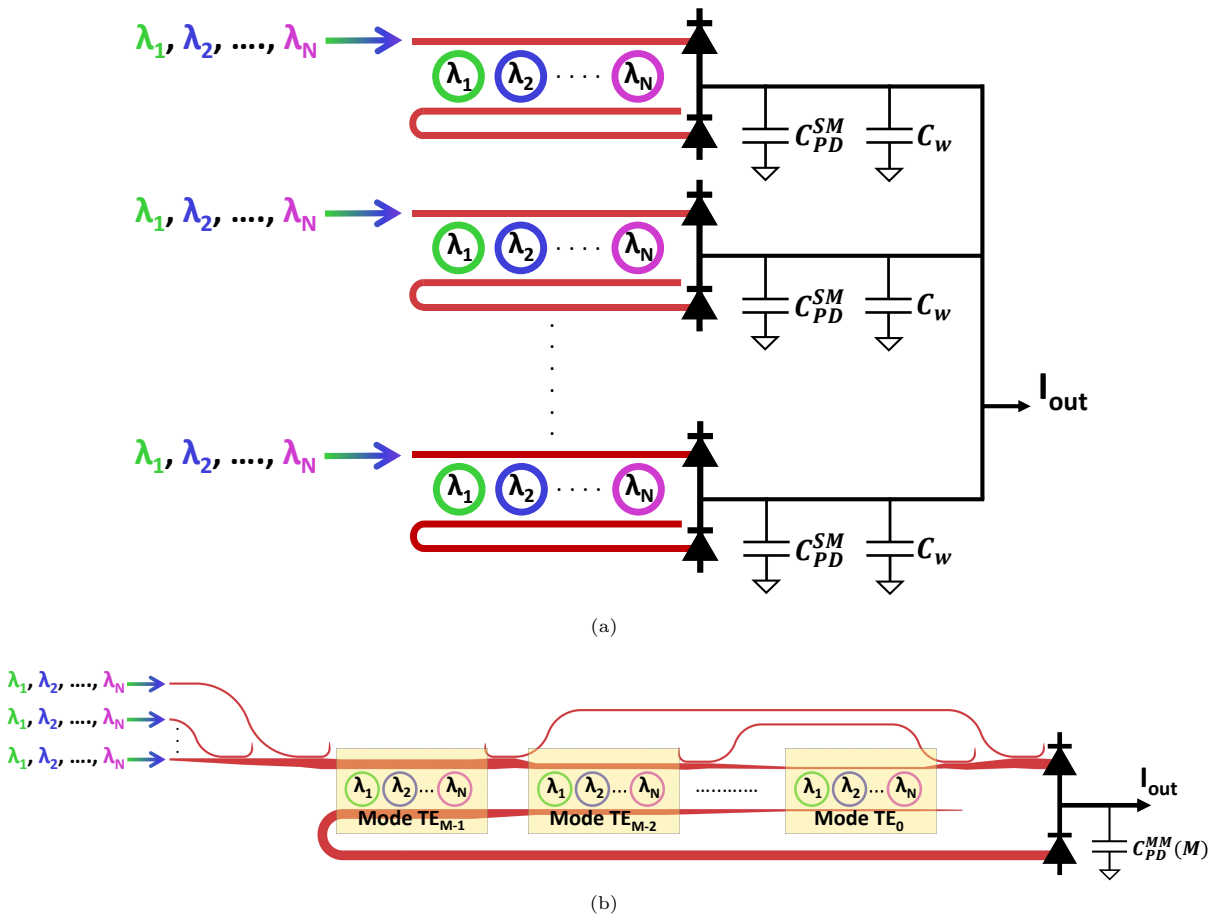 λ1, λ2, ...., λN
λ1 λ2 .... λN
C_PD^SM C_w
λ1, λ2, ...., λN
λ1 λ2 .... λN
C_PD^SM C_w
I_out
λ1, λ2, ...., λN
λ1 λ2 .... λN
C_PD^SM C_w
(a)
λ1, λ2, ...., λN
λ1, λ2, ...., λN
λ1, λ2, ...., λN
λ1 λ2 ... λN
λ1 λ2 ... λN
............
λ1 λ2 ... λN
Mode TE_M-1
Mode TE_M-2
Mode TE_0
I_out
C_PD^MM(M)
(b)